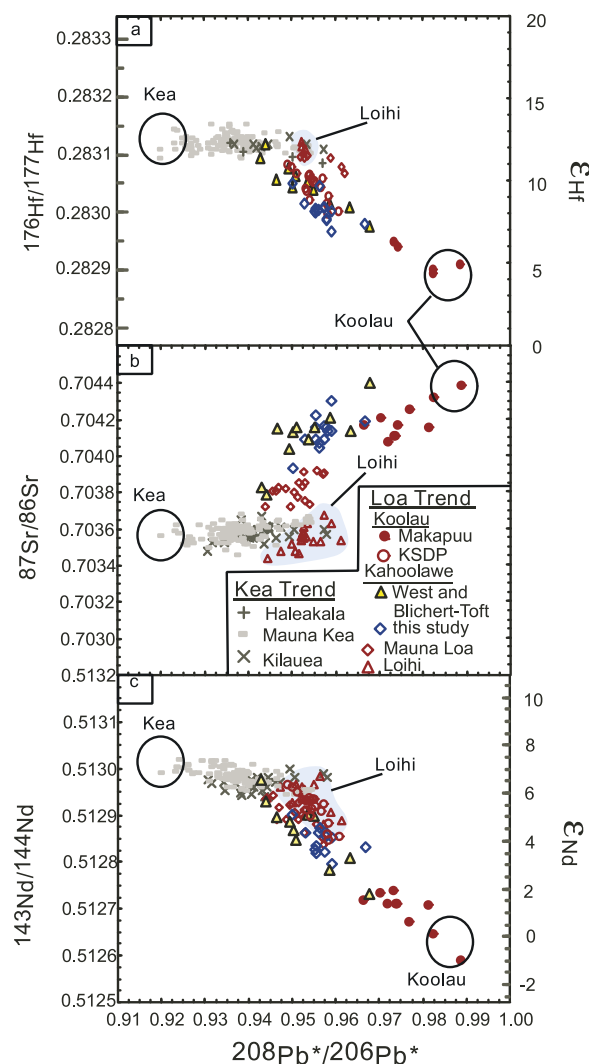 a
0.2833
0.2832
0.2831
0.2830
0.2829
0.2828
176Hf/177Hf
20
15
10
5
0
εHf
Kea
Loihi
Koolau
b
0.7044
0.7042
0.7040
0.7038
0.7036
0.7034
0.7032
0.7030
87Sr/86Sr
Kea
Loihi
Loa Trend
Koolau
Makapuu
KSDP
Kahoolawe
West and
Blichert-Toft
this study
Mauna Loa
Loihi
Kea Trend
Haleakala
Mauna Kea
Kilauea
c
0.5132
0.5131
0.5130
0.5129
0.5128
0.5127
0.5126
0.5125
143Nd/144Nd
10
8
6
4
2
0
-2
εNd
Kea
Loihi
Koolau
0.91 0.92 0.93 0.94 0.95 0.96 0.97 0.98 0.99 1.00
208Pb*/206Pb*